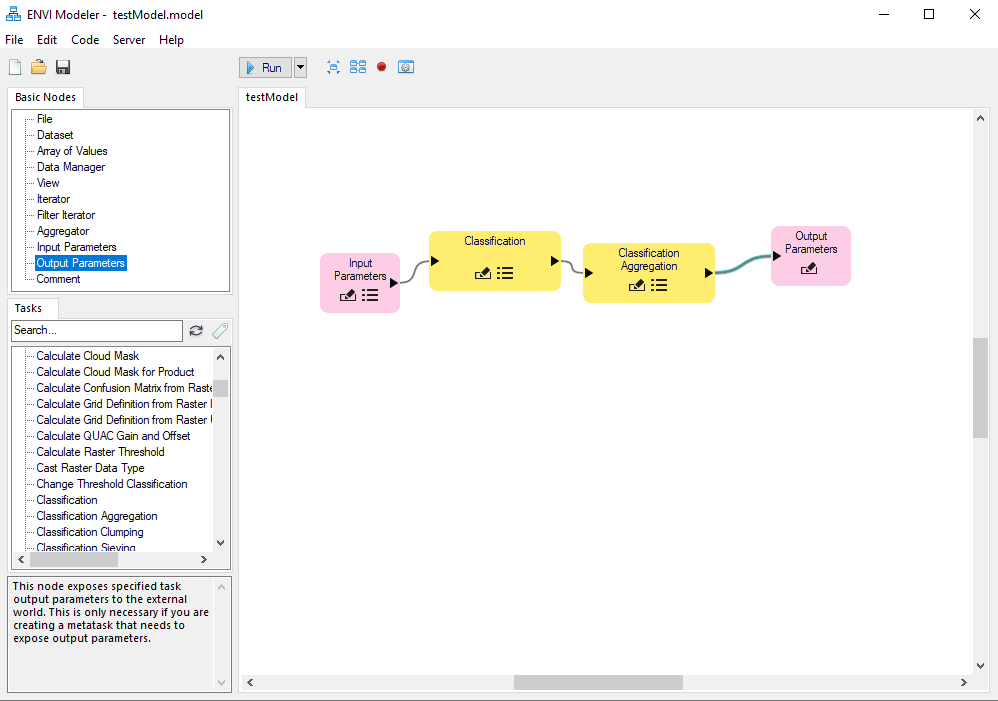 ENVI Modeler - testModel.model
File Edit Code Server Help
Run
Basic Nodes
File
Dataset
Array of Values
Data Manager
View
Iterator
Filter Iterator
Aggregator
Input Parameters
Output Parameters
Comment
Tasks
Search...
Calculate Cloud Mask
Calculate Cloud Mask for Product
Calculate Confusion Matrix from Raste
Calculate Grid Definition from Raster
Calculate Grid Definition from Raster
Calculate QUAC Gain and Offset
Calculate Raster Threshold
Cast Raster Data Type
Change Threshold Classification
Classification
Classification Aggregation
Classification Clumping
Classification Sieving
This node exposes specified task
output parameters to the external
world. This is only necessary if you are
creating a metatask that needs to
expose output parameters.
testModel
Input
Parameters
Classification
Classification
Aggregation
Output
Parameters